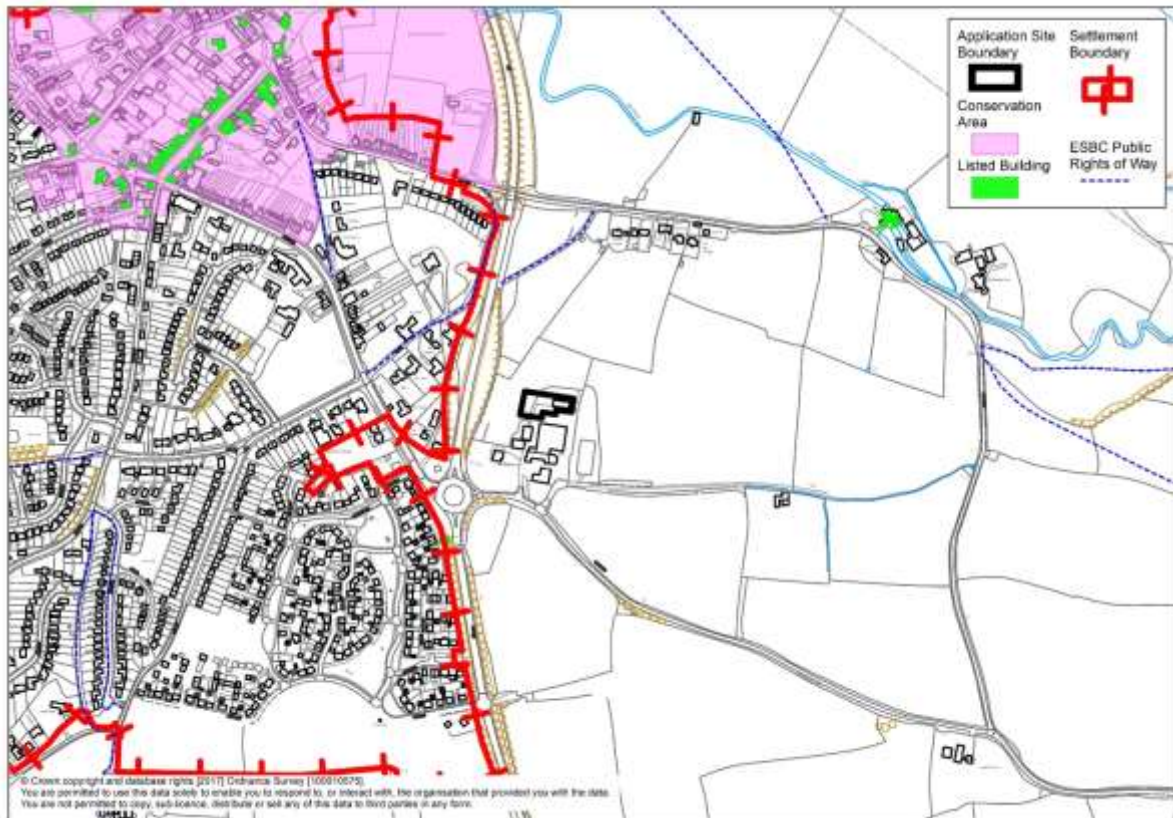 Application Site
Boundary
Settlement
Boundary
Conservation
Area
Listed Building
ESBC Public
Rights of Way
© Crown copyright and database rights [2017] Ordnance Survey [100010575]
You are permitted to use this data solely to enable you to respond to, or interact with, the organisation that provided you with the data.
You are not permitted to copy, sub-licence, distribute or sell any of this data to third parties in any form.